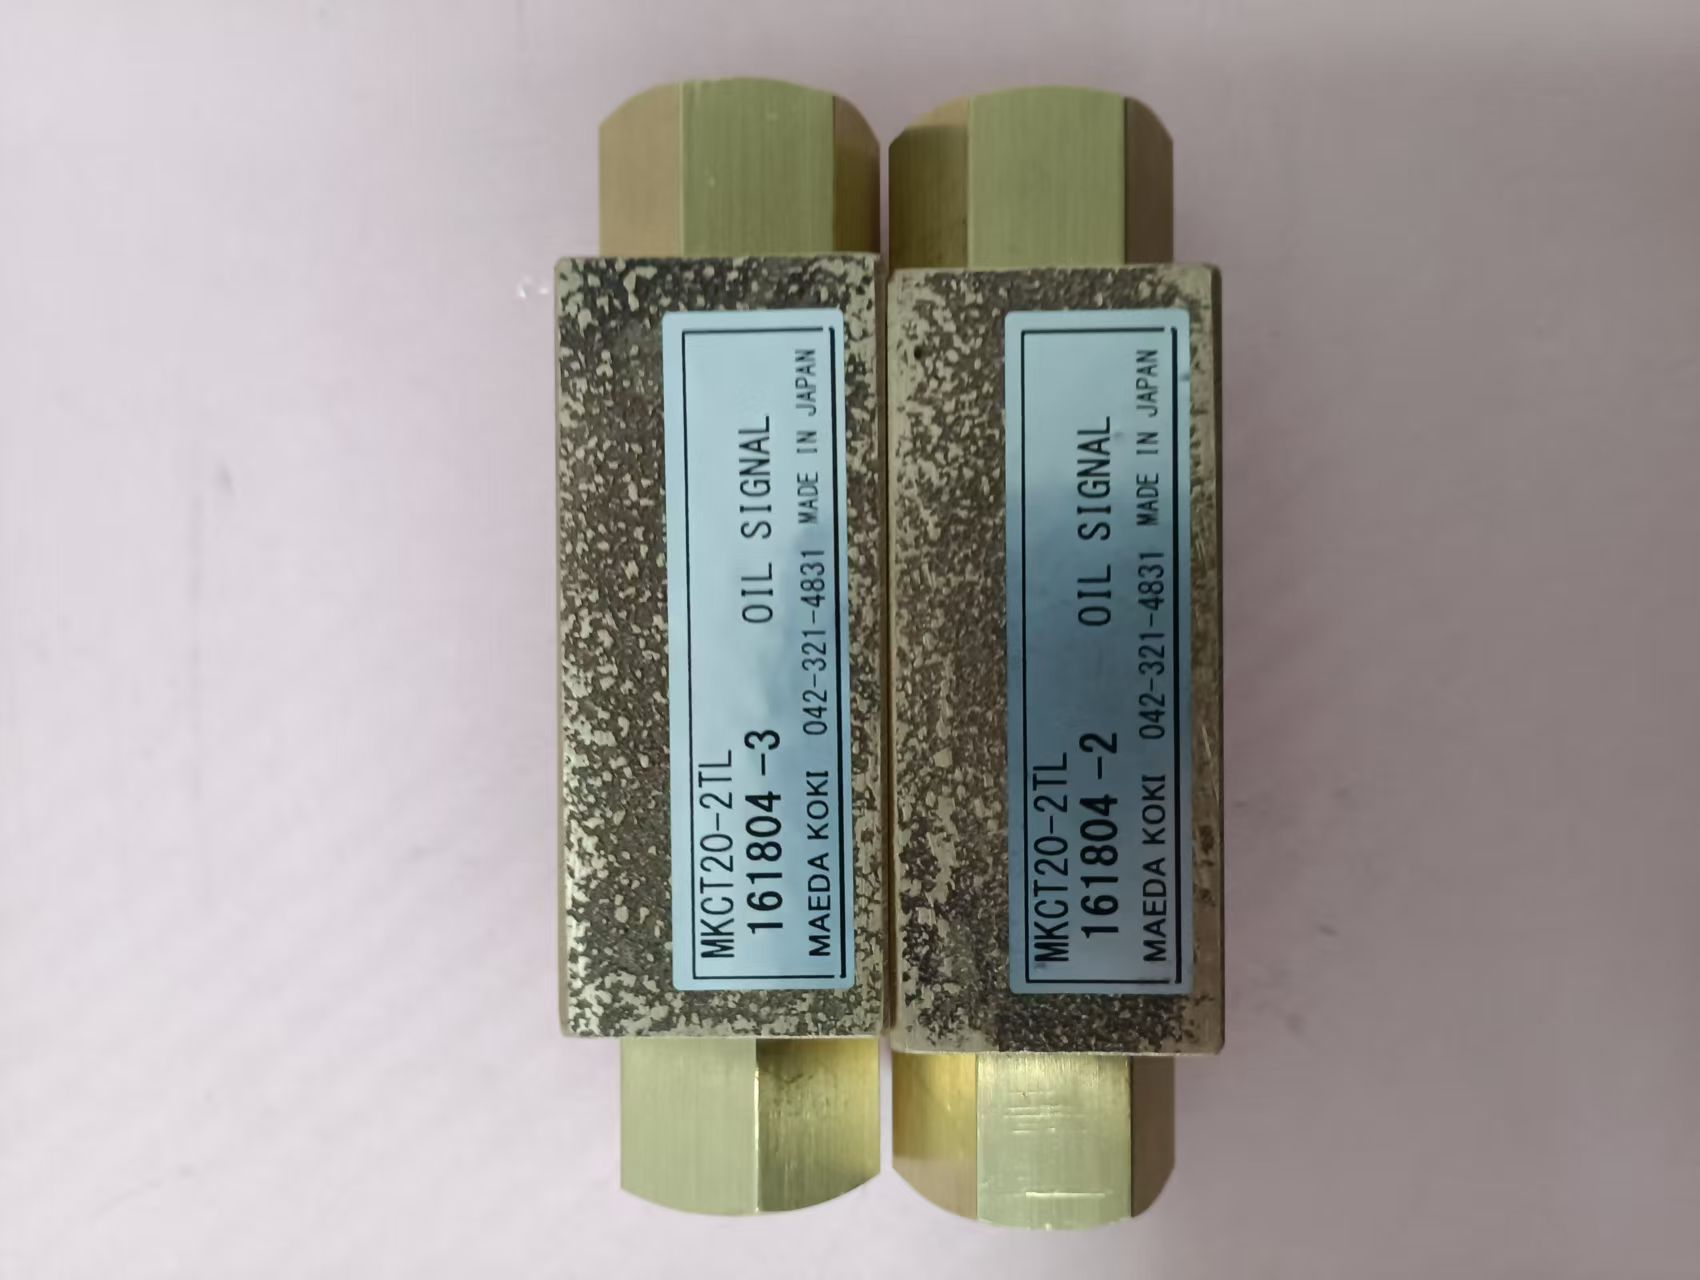 MKCT20-2TL
161804-3 OIL SIGNAL
MAEDA KOKI 042-321-4831 MADE IN JAPAN
MKCT20-2TL
161804-2 OIL SIGNAL
MAEDA KOKI 042-321-4831 MADE IN JAPAN